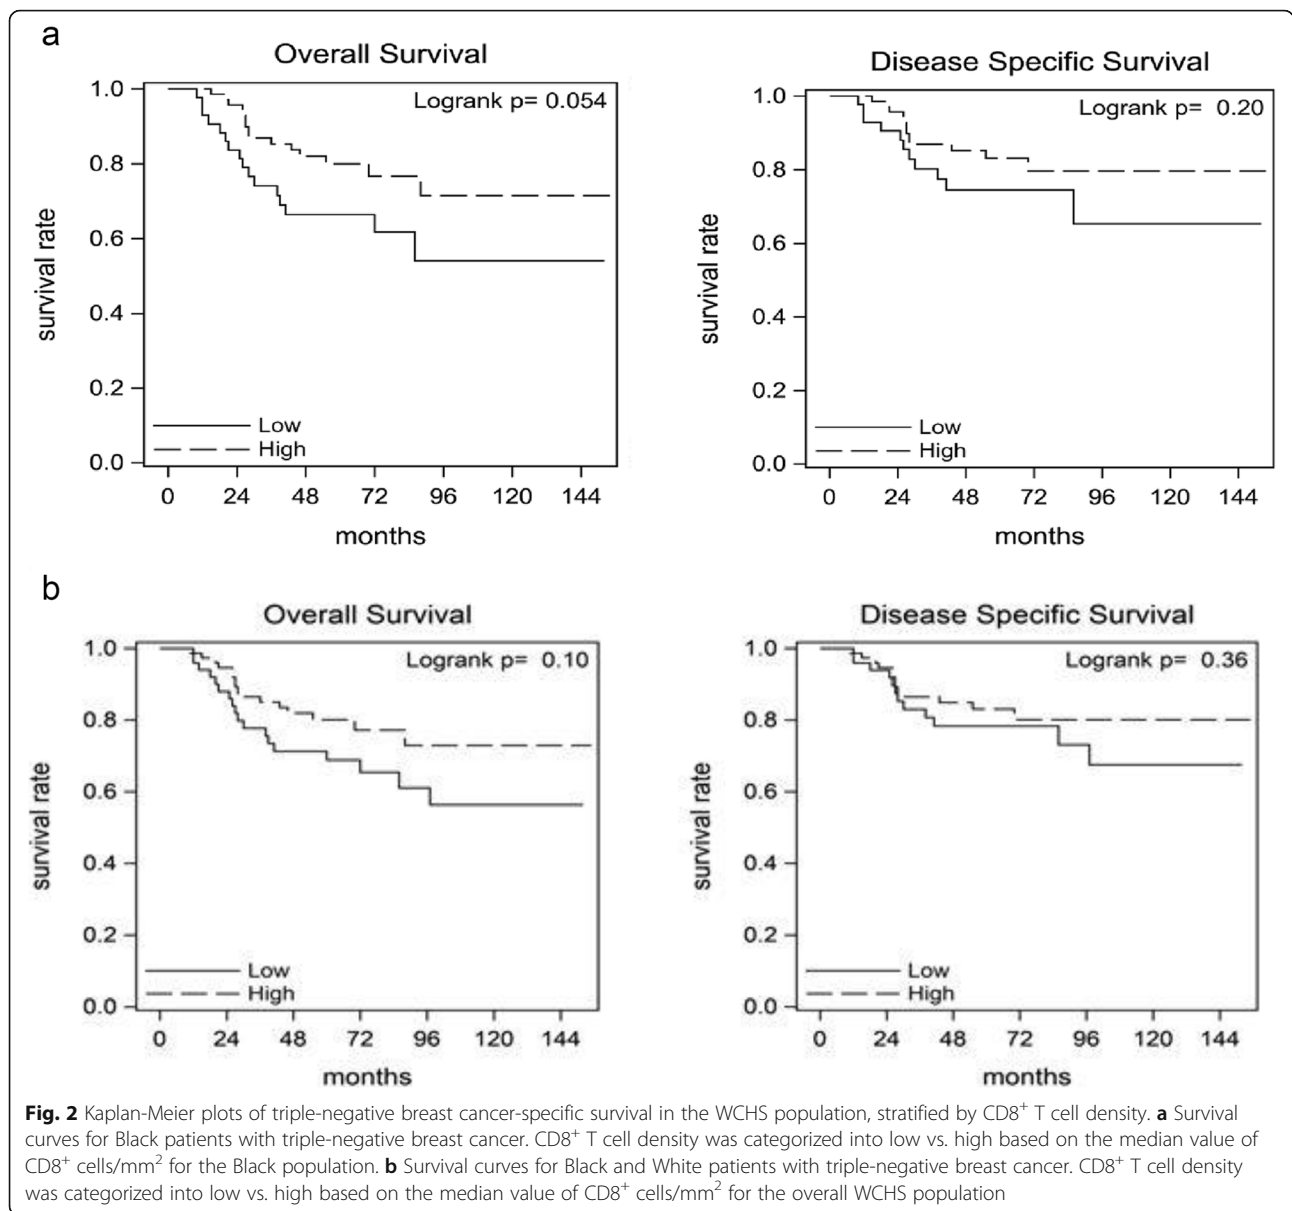 a
Overall Survival
Logrank p= 0.054
1.0
0.8
0.6
0.4
0.2
0.0
survival rate
Low
High
0 24 48 72 96 120 144
months
Disease Specific Survival
Logrank p= 0.20
1.0
0.8
0.6
0.4
0.2
0.0
survival rate
Low
High
0 24 48 72 96 120 144
months
b
Overall Survival
Logrank p= 0.10
1.0
0.8
0.6
0.4
0.2
0.0
survival rate
Low
High
0 24 48 72 96 120 144
months
Disease Specific Survival
Logrank p= 0.36
1.0
0.8
0.6
0.4
0.2
0.0
survival rate
Low
High
0 24 48 72 96 120 144
months
Fig. 2 Kaplan-Meier plots of triple-negative breast cancer-specific survival in the WCHS population, stratified by CD8⁺ T cell density. a Survival
curves for Black patients with triple-negative breast cancer. CD8⁺ T cell density was categorized into low vs. high based on the median value of
CD8⁺ cells/mm² for the Black population. b Survival curves for Black and White patients with triple-negative breast cancer. CD8⁺ T cell density
was categorized into low vs. high based on the median value of CD8⁺ cells/mm² for the overall WCHS population